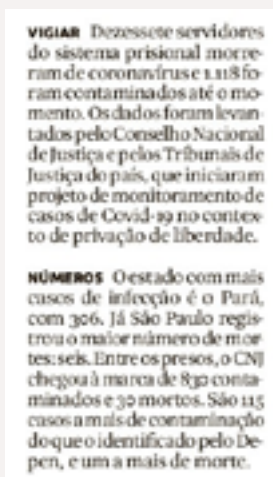 VIGIAR Dezessete servidores
do sistema prisional morre-
ram de coronavírus e 1.118 fo-
ram contaminados até o mo-
mento. Os dados foram levan-
tados pelo Conselho Nacional
de Justiça e pelos Tribunais de
Justiça do país, que iniciaram
projeto de monitoramento de
casos de Covid-19 no contex-
to de privação de liberdade.

NÚMEROS O estado com mais
casos de infecção é o Pará,
com 306. Já São Paulo regis-
trou o maior número de mor-
tes: seis. Entre os presos, o CNJ
chegou à marca de 830 conta-
minados e 30 mortos. São 115
casos a mais de contaminação
do que o identificado pelo De-
pen, e um a mais de morte.